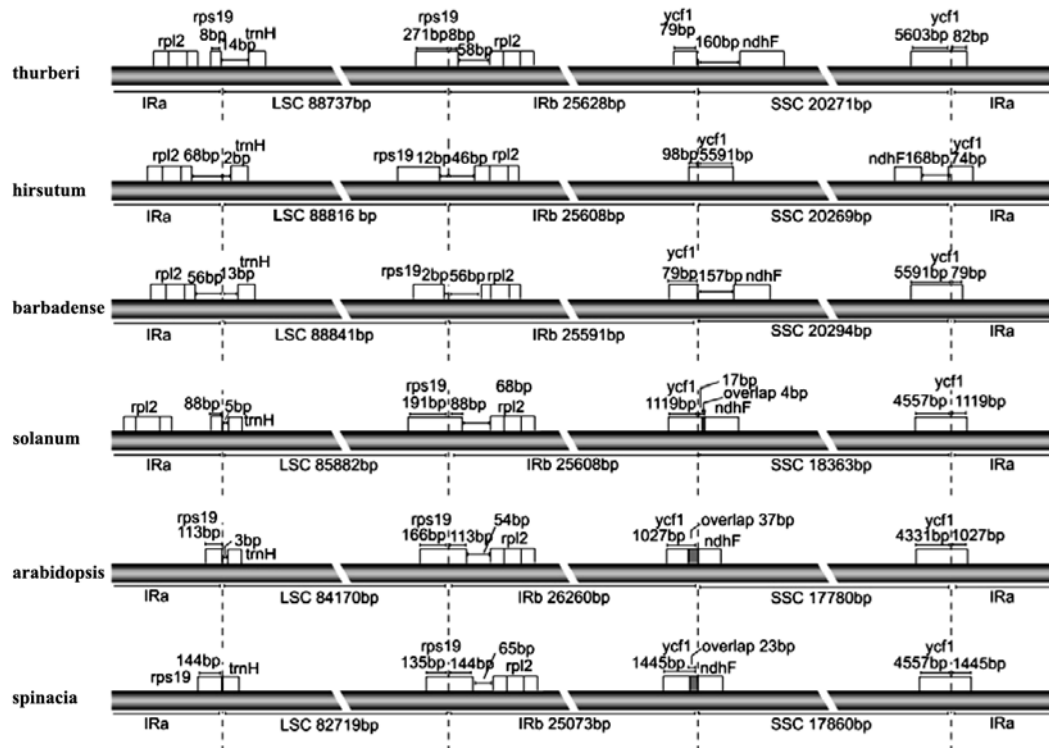 rps19 rps19 ycf1 ycf1
8bp trnH 271bp8bp 79bp 5603bp 82bp
rpl2 14bp 58bp rpl2 160bp ndhF
thurberi
IRa LSC 88737bp IRb 25628bp SSC 20271bp IRa
trnH ycf1 ycf1
rpl2 68bp 2bp rps19 12bp 46bp rpl2 98bp 5591bp ndhF 168bp 74bp
hirsutum
IRa LSC 88816 bp IRb 25608bp SSC 20269bp IRa
trnH ycf1 ycf1
rpl2 56bp 13bp rps19 2bp 56bp rpl2 79bp 157bp ndhF 5591bp 79bp
barbadense
IRa LSC 88841bp IRb 25591bp SSC 20294bp IRa
rps19 68bp ycf1 17bp ycf1
rpl2 88bp 5bp trnH 191bp 88bp rpl2 1119bp overlap 4bp ndhF 4557bp 1119bp
solanum
IRa LSC 85882bp IRb 25608bp SSC 18363bp IRa
rps19 rps19 54bp ycf1 overlap 37bp ycf1
113bp 3bp trnH 166bp 113bp rpl2 1027bp ndhF 4331bp 1027bp
arabidopsis
IRa LSC 84170bp IRb 26260bp SSC 17780bp IRa
rps19 65bp ycf1 overlap 23bp ycf1
144bp trnH 135bp 144bp rpl2 1445bp ndhF 4557bp 1445bp
rps19
spinacia
IRa LSC 82719bp IRb 25073bp SSC 17860bp IRa